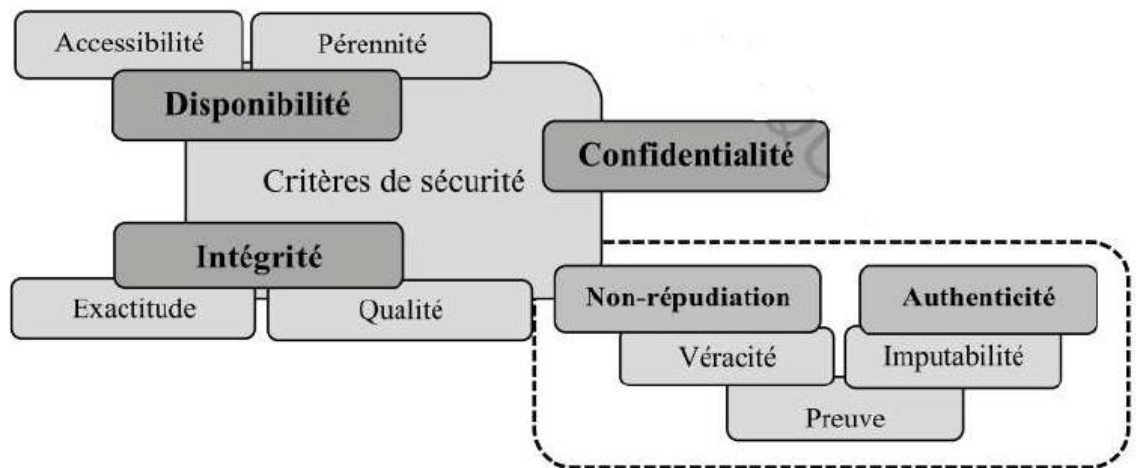 Accessibilité
Pérennité
Disponibilité
Confidentialité
Critères de sécurité
Intégrité
Exactitude
Qualité
Non-répudiation
Authenticité
Véracité
Imputabilité
Preuve